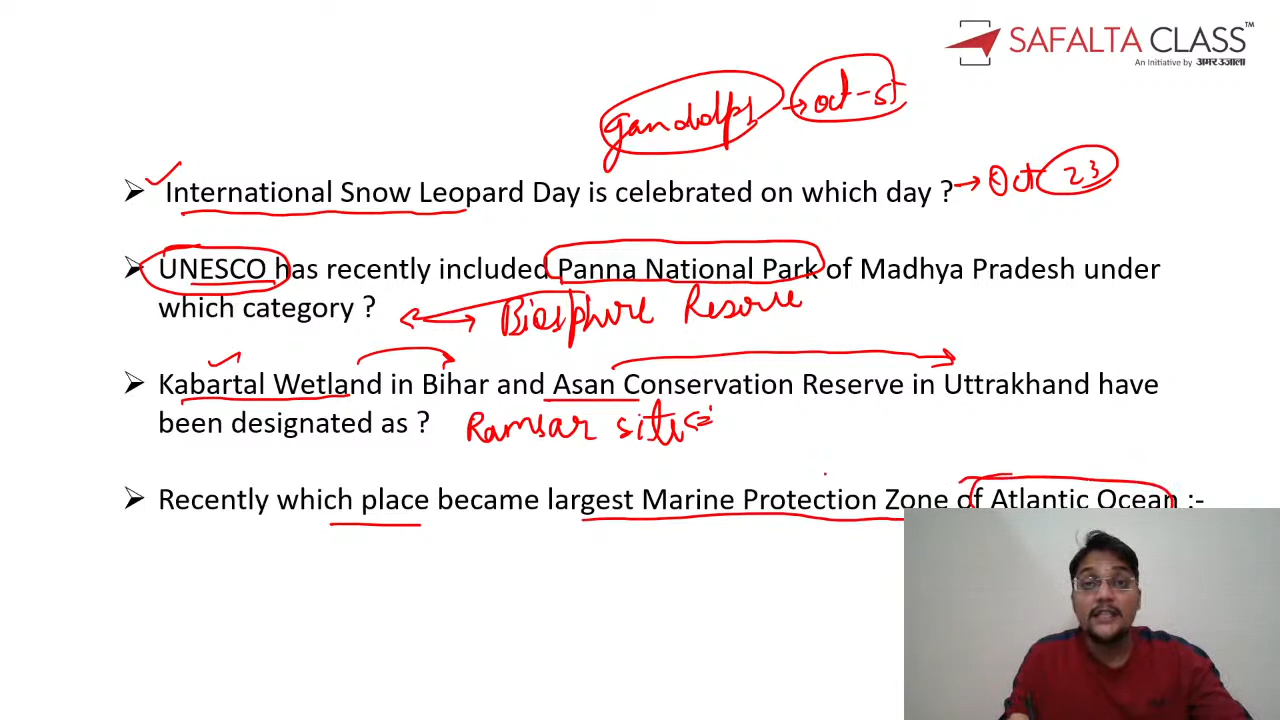 SAFALTA CLASS™
An Initiative by अमर उजाला
→ oct-st
International Snow Leopard Day is celebrated on which day ? → Oct 23
UNESCO has recently included Panna National Park of Madhya Pradesh under
which category ? Biosphire Reserve
Kabartal Wetland in Bihar and Asan Conservation Reserve in Uttrakhand have
been designated as ? Ramsar sites
Recently which place became largest Marine Protection Zone of Atlantic Ocean :-